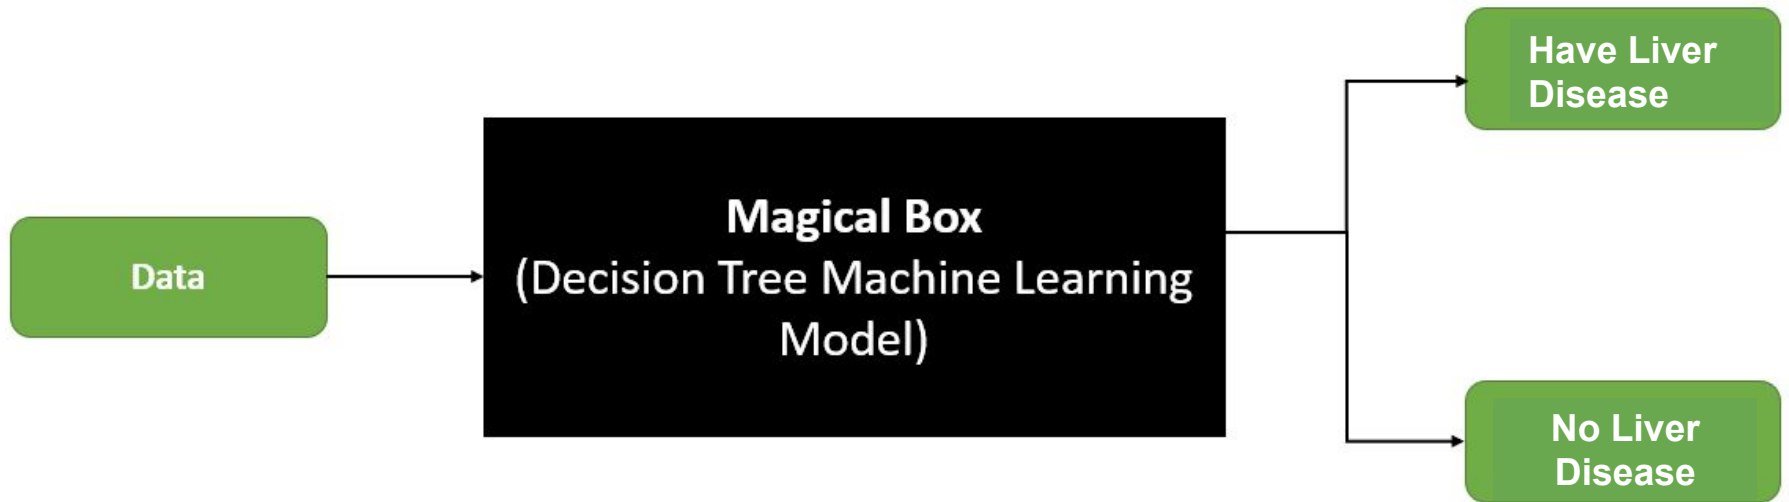 Data
Magical Box
(Decision Tree Machine Learning
Model)
Have Liver
Disease
No Liver
Disease